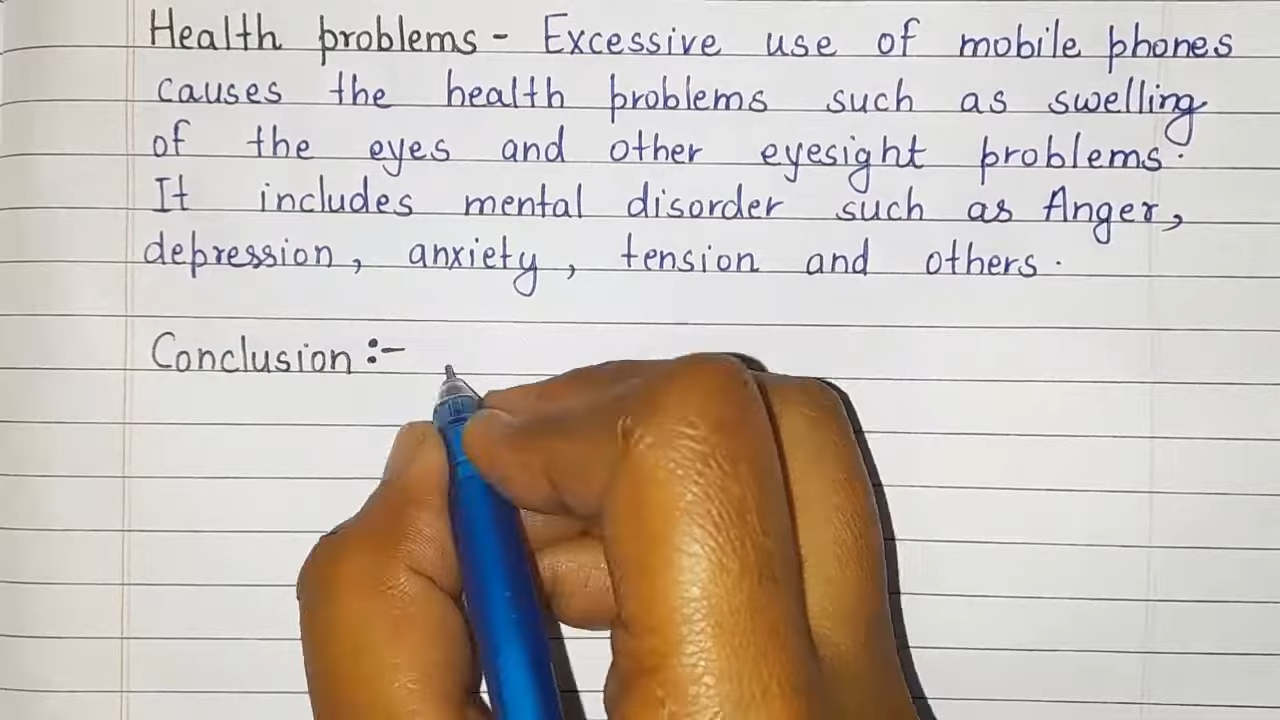 Health problems - Excessive use of mobile phones
causes the health problems such as swelling
of the eyes and other eyesight problems.
It includes mental disorder such as Anger,
depression, anxiety, tension and others.
Conclusion :-